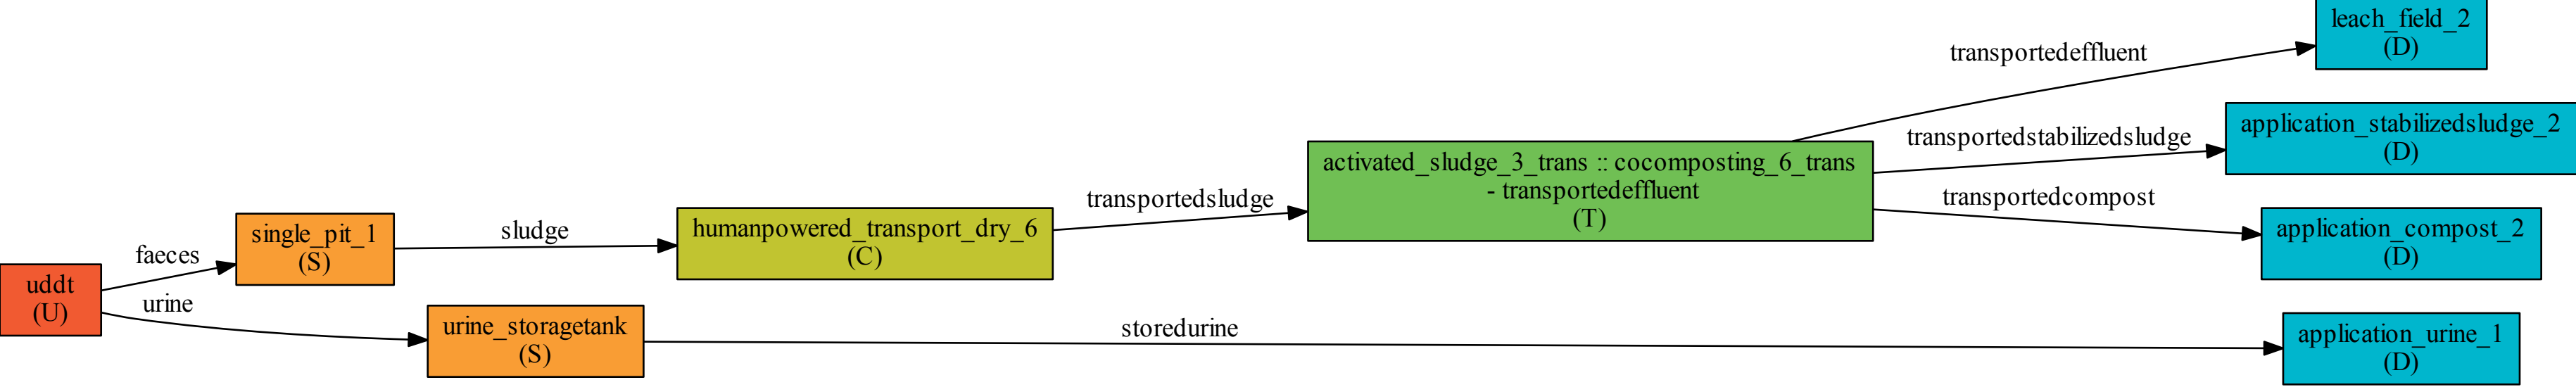 leach_field_2
(D)
transportedeffluent
application_stabilizedsludge_2
(D)
transportedstabilizedsludge
activated_sludge_3_trans :: cocomposting_6_trans
- transportedeffluent
(T)
transportedsludge
transportedcompost
application_compost_2
(D)
single_pit_1
(S)
sludge
humanpowered_transport_dry_6
(C)
faeces
uddt
(U)
urine
urine_storagetank
(S)
storedurine
application_urine_1
(D)